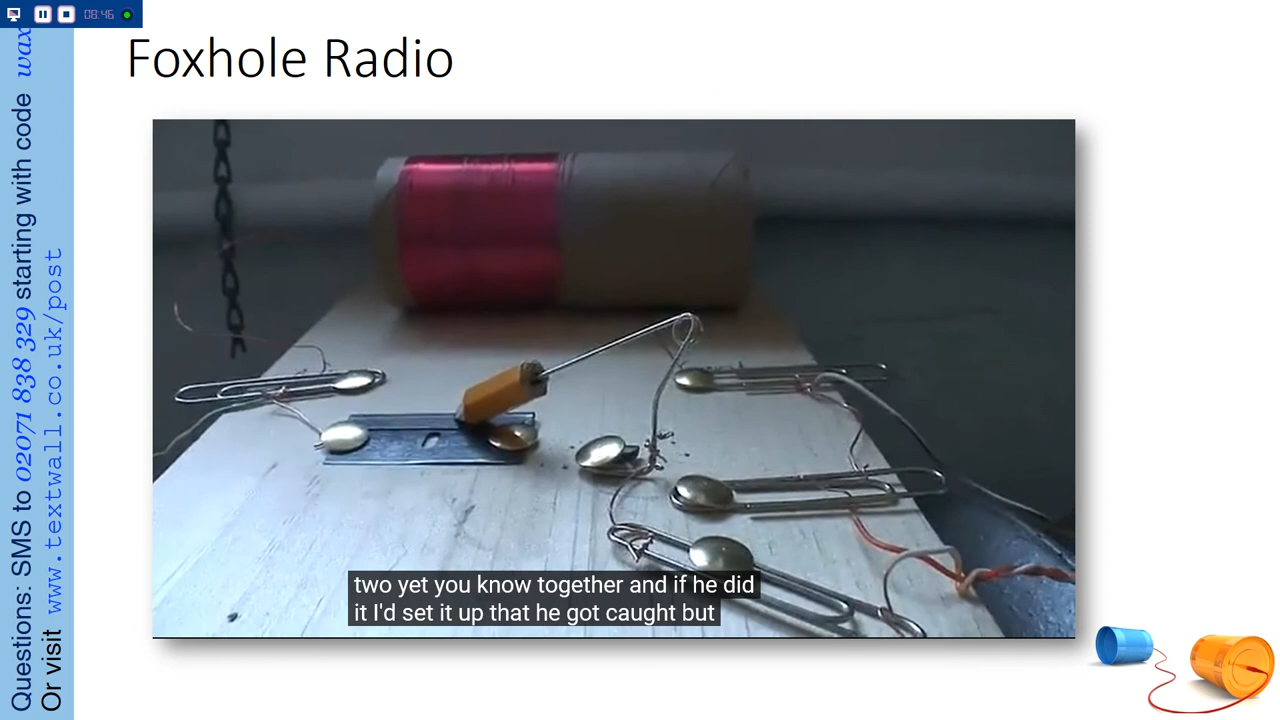 08:46
Foxhole Radio
Questions: SMS to 02071 838 329 starting with code wax
Or visit www.textwall.co.uk/post
two yet you know together and if he did
it I'd set it up that he got caught but